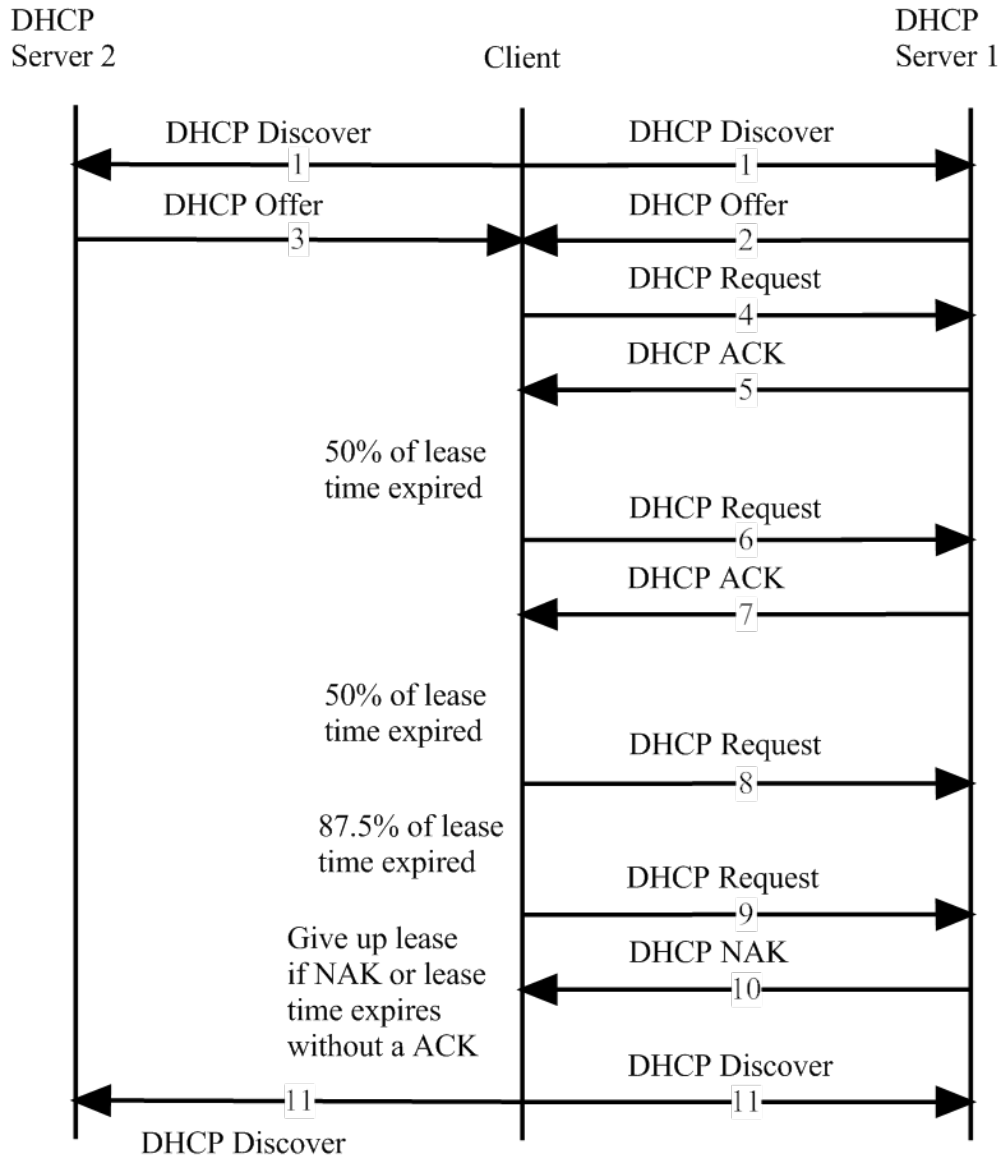 DHCP
Server 2
Client
DHCP
Server 1
DHCP Discover
DHCP Discover
1
1
DHCP Offer
DHCP Offer
3
2
DHCP Request
4
DHCP ACK
5
50% of lease
time expired
DHCP Request
6
DHCP ACK
7
50% of lease
time expired
DHCP Request
8
87.5% of lease
time expired
DHCP Request
9
Give up lease
if NAK or lease
time expires
without a ACK
DHCP NAK
10
DHCP Discover
11
11
DHCP Discover